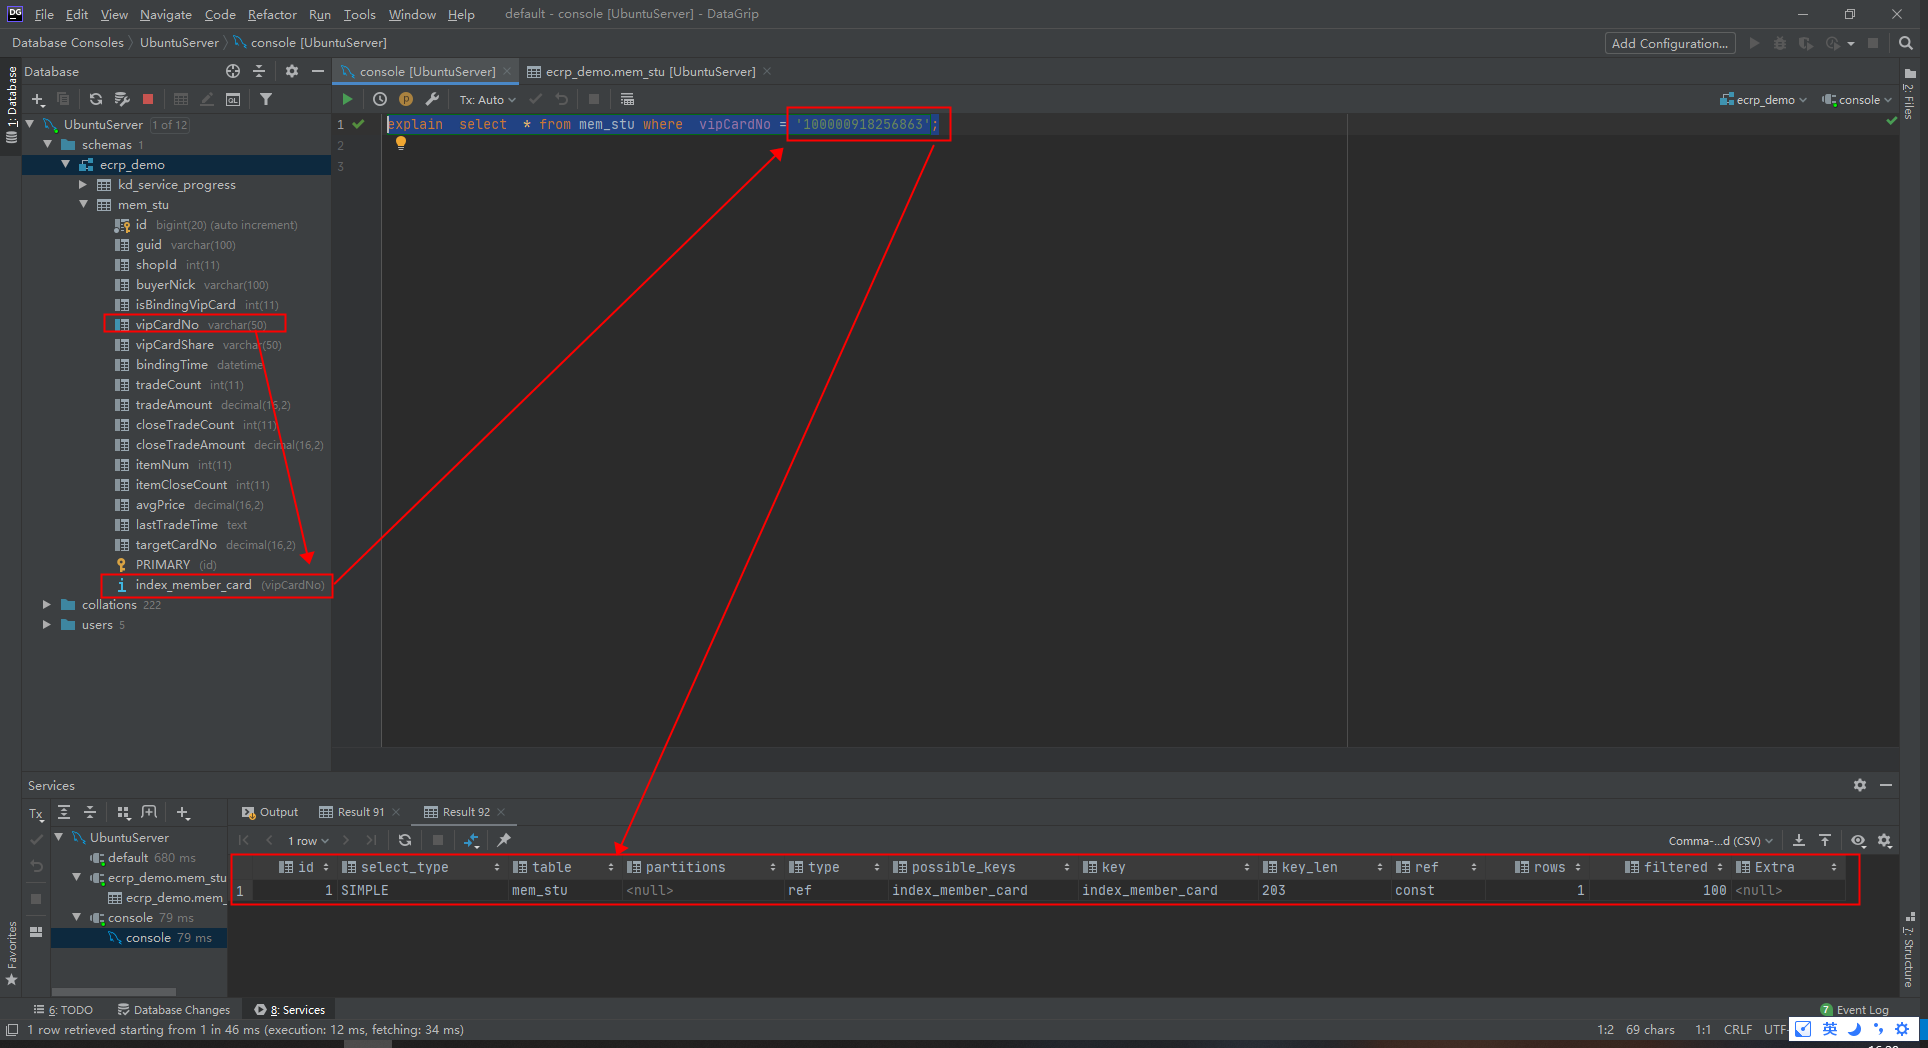 DG File Edit View Navigate Code Refactor Run Tools Window Help default - console [UbuntuServer] - DataGrip
Database Consoles UbuntuServer console [UbuntuServer] Add Configuration...
Database console [UbuntuServer] ecrp_demo.mem_stu [UbuntuServer]
1: Database
2: Files
Tx: Auto ecrp_demo console
UbuntuServer 1 of 12
schemas 1
ecrp_demo
kd_service_progress
mem_stu
id bigint(20) (auto increment)
guid varchar(100)
shopId int(11)
buyerNick varchar(100)
isBindingVipCard int(11)
vipCardNo varchar(50)
vipCardShare varchar(50)
bindingTime datetime
tradeCount int(11)
tradeAmount decimal(16,2)
closeTradeCount int(11)
closeTradeAmount decimal(16,2)
itemNum int(11)
itemCloseCount int(11)
avgPrice decimal(16,2)
lastTradeTime text
targetCardNo decimal(16,2)
PRIMARY (id)
index_member_card (vipCardNo)
collations 222
users 5
1 explain select * from mem_stu where vipCardNo = '100000918256863';
2
3
Services
Tx Output Result 91 Result 92
UbuntuServer
default 680 ms
ecrp_demo.mem_stu
ecrp_demo.mem_
console 79 ms
console 79 ms
1 row Comma-...d (CSV)
id select_type table partitions type possible_keys key key_len ref rows filtered Extra
1 1 SIMPLE mem_stu <null> ref index_member_card index_member_card 203 const 1 100 <null>
Favorites
7: Structure
6: TODO Database Changes 8: Services 7 Event Log
1 row retrieved starting from 1 in 46 ms (execution: 12 ms, fetching: 34 ms) 1:2 69 chars 1:1 CRLF UTF- 英